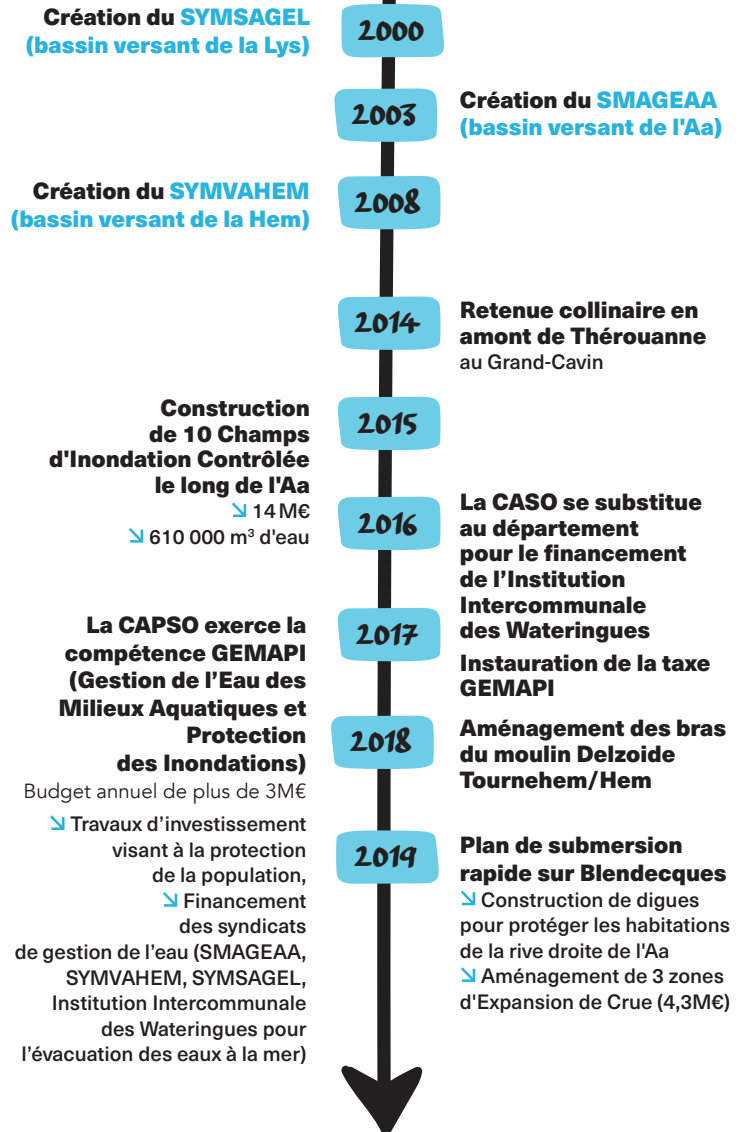 Création du SYMSAGEL
(bassin versant de la Lys)
2000
2003
Création du SMAGEAA
(bassin versant de l'Aa)
Création du SYMVAHEM
(bassin versant de la Hem)
2008
2014
Retenue collinaire en
amont de Thérouanne
au Grand-Cavin
2015
Construction
de 10 Champs
d'Inondation Contrôlée
le long de l'Aa
↘ 14 M€
↘ 610 000 m³ d'eau
2016
La CASO se substitue
au département
pour le financement
de l'Institution
Intercommunale
des Wateringues
2017
La CAPSO exerce la
compétence GEMAPI
(Gestion de l'Eau des
Milieux Aquatiques et
Protection
des Inondations)
Budget annuel de plus de 3M€
↘ Travaux d'investissement
visant à la protection
de la population,
↘ Financement
des syndicats
de gestion de l'eau (SMAGEAA,
SYMVAHEM, SYMSAGEL,
Institution Intercommunale
des Wateringues pour
l'évacuation des eaux à la mer)
Instauration de la taxe
GEMAPI
2018
Aménagement des bras
du moulin Delzoide
Tournehem/Hem
2019
Plan de submersion
rapide sur Blendecques
↘ Construction de digues
pour protéger les habitations
de la rive droite de l'Aa
↘ Aménagement de 3 zones
d'Expansion de Crue (4,3M€)